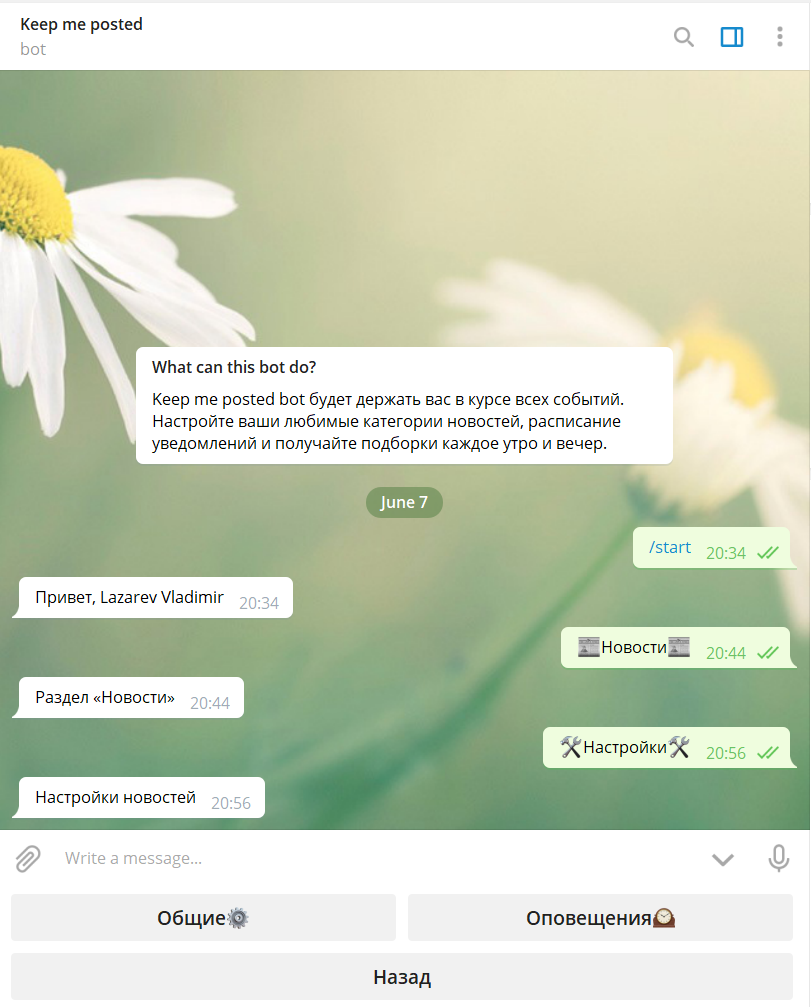 Keep me posted
bot
What can this bot do?
Keep me posted bot будет держать вас в курсе всех событий.
Настройте ваши любимые категории новостей, расписание
уведомлений и получайте подборки каждое утро и вечер.
June 7
/start 20:34
Привет, Lazarev Vladimir 20:34
📰Новости📰 20:44
Раздел «Новости» 20:44
🛠Настройки🛠 20:56
Настройки новостей 20:56
Write a message...
Общие⚙️ Оповещения🕰
Назад